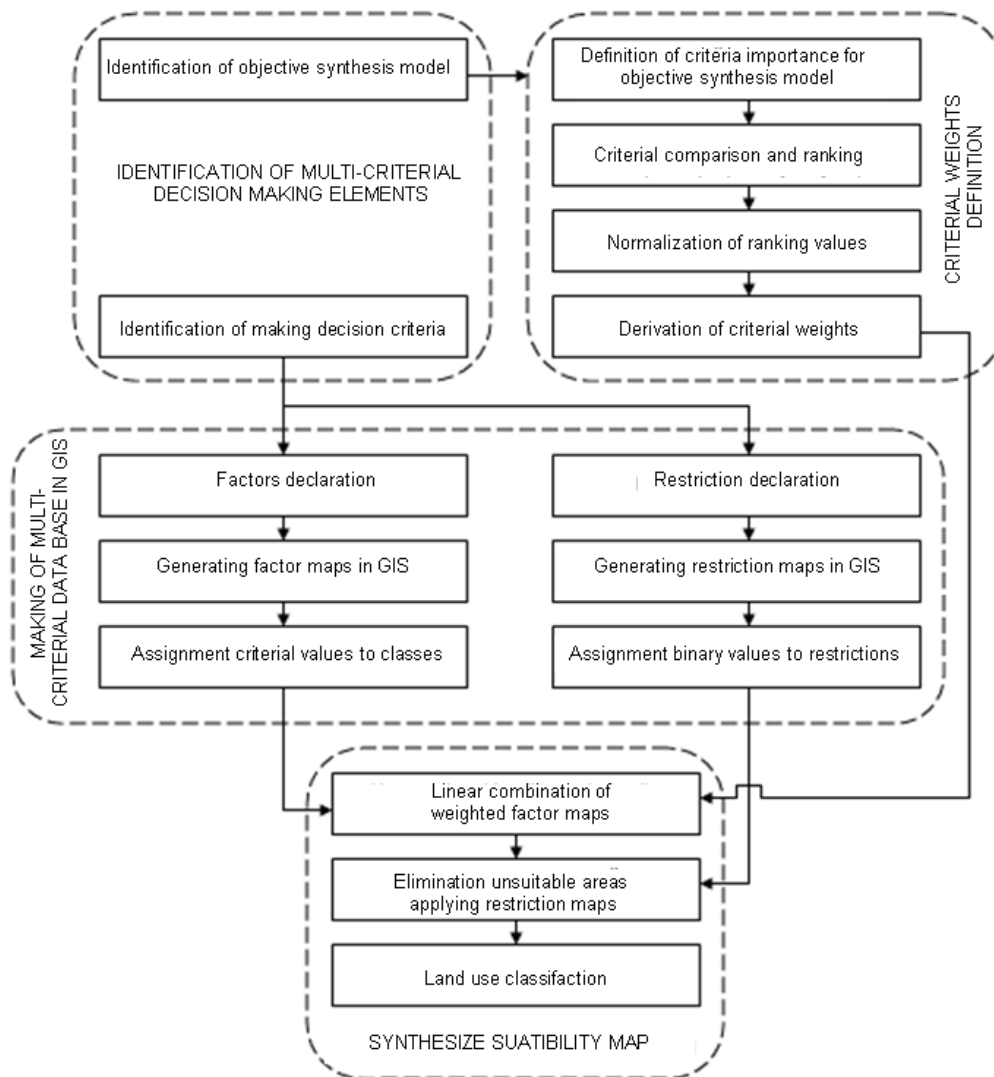 Identification of objective synthesis model
IDENTIFICATION OF MULTI-CRITERIAL
DECISION MAKING ELEMENTS
Identification of making decision criteria
Definition of criteria importance for
objective synthesis model
Criterial comparison and ranking
Normalization of ranking values
Derivation of criterial weights
CRITERIAL WEIGHTS
DEFINITION
MAKING OF MULTI-
CRITERIAL DATA BASE IN GIS
Factors declaration
Generating factor maps in GIS
Assignment criterial values to classes
Restriction declaration
Generating restriction maps in GIS
Assignment binary values to restrictions
Linear combination of
weighted factor maps
Elimination unsuitable areas
applying restriction maps
Land use classifaction
SYNTHESIZE SUATIBILITY MAP